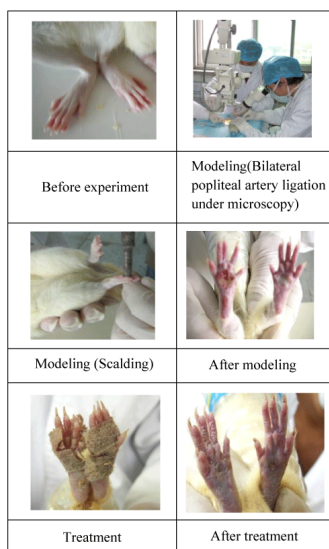 Before experiment
Modeling(Bilateral
popliteal artery ligation
under microscopy)
Modeling (Scalding)
After modeling
Treatment
After treatment